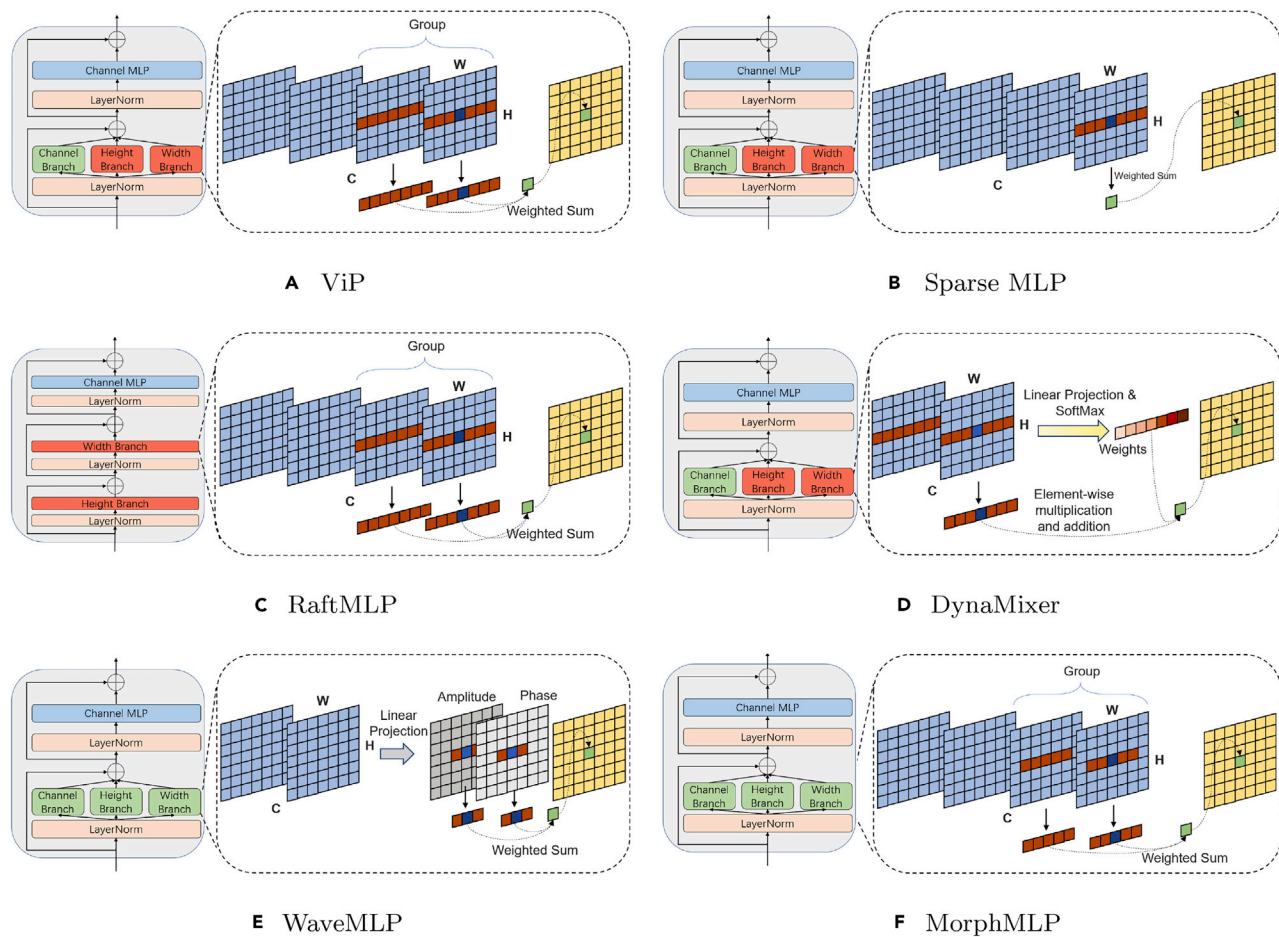 Channel MLP
LayerNorm
Channel Branch
Height Branch
Width Branch
LayerNorm
Group
W
H
C
Weighted Sum
A ViP
Channel MLP
LayerNorm
Channel Branch
Height Branch
Width Branch
LayerNorm
W
H
C
Weighted Sum
B Sparse MLP
Channel MLP
LayerNorm
Width Branch
LayerNorm
Height Branch
LayerNorm
Group
W
H
C
Weighted Sum
C RaftMLP
Channel MLP
LayerNorm
Channel Branch
Height Branch
Width Branch
LayerNorm
W
H
C
Linear Projection &
SoftMax
Weights
Element-wise
multiplication
and addition
D DynaMixer
Channel MLP
LayerNorm
Channel Branch
Height Branch
Width Branch
LayerNorm
W
H
C
Linear
Projection
Amplitude
Phase
Weighted Sum
E WaveMLP
Channel MLP
LayerNorm
Channel Branch
Height Branch
Width Branch
LayerNorm
Group
W
H
C
Weighted Sum
F MorphMLP